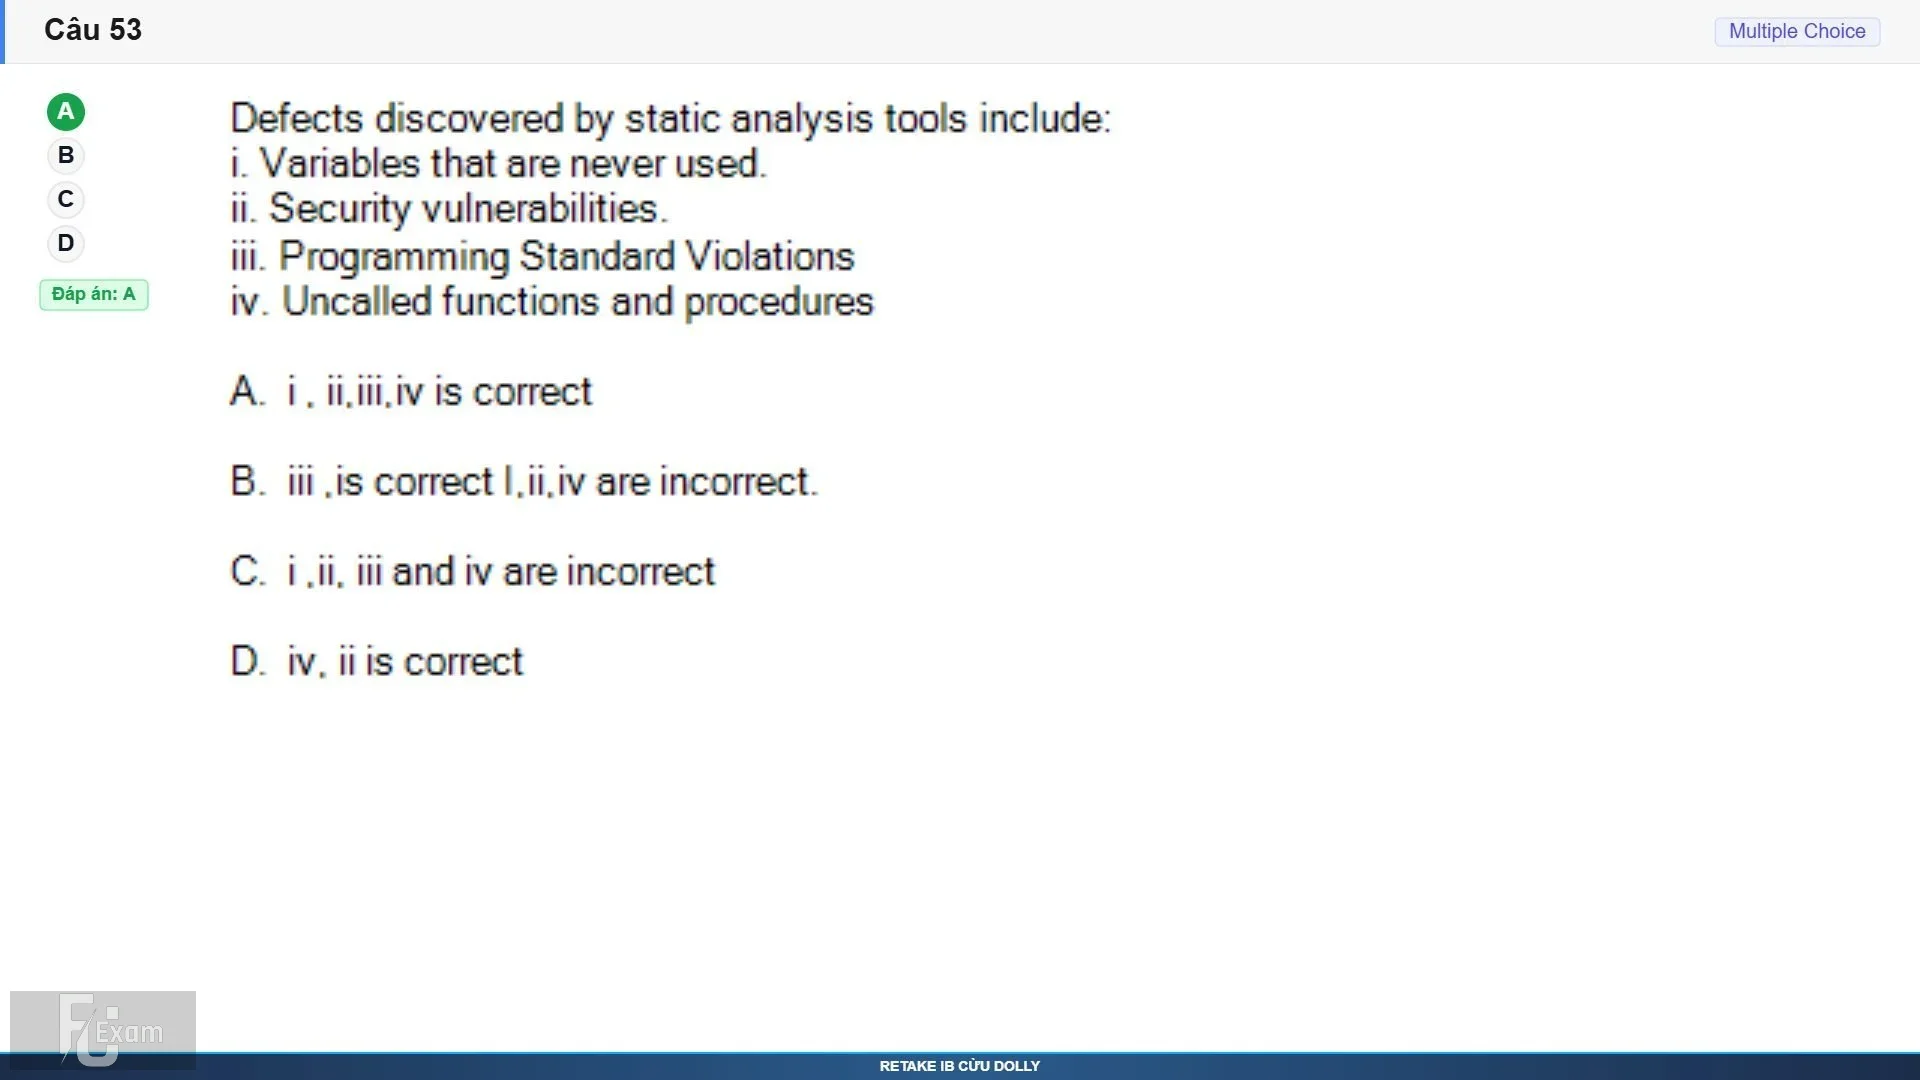 Câu 53
Multiple Choice
A
B
C
D
Đáp án: A
Defects discovered by static analysis tools include:
i. Variables that are never used.
ii. Security vulnerabilities.
iii. Programming Standard Violations
iv. Uncalled functions and procedures
A. i , ii,iii,iv is correct
B. iii ,is correct I,ii,iv are incorrect.
C. i ,ii, iii and iv are incorrect
D. iv, ii is correct
FU Exam
RETAKE IB CỪU DOLLY